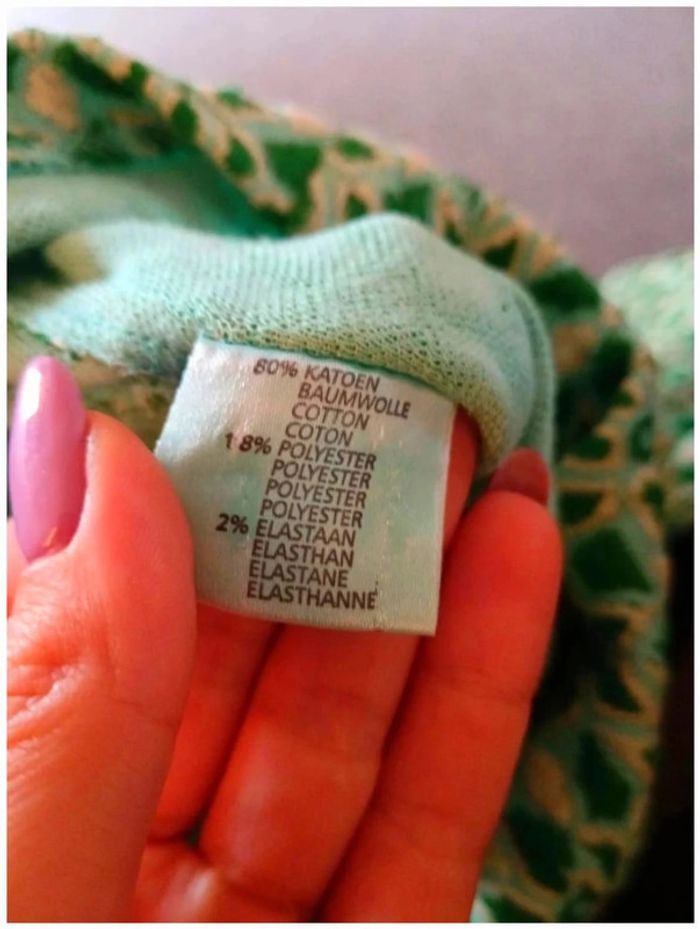 80% KATOEN
BAUMWOLLE
COTTON
COTON
18% POLYESTER
POLYESTER
POLYESTER
POLYESTER
2% ELASTAAN
ELASTHAN
ELASTANE
ELASTHANNE